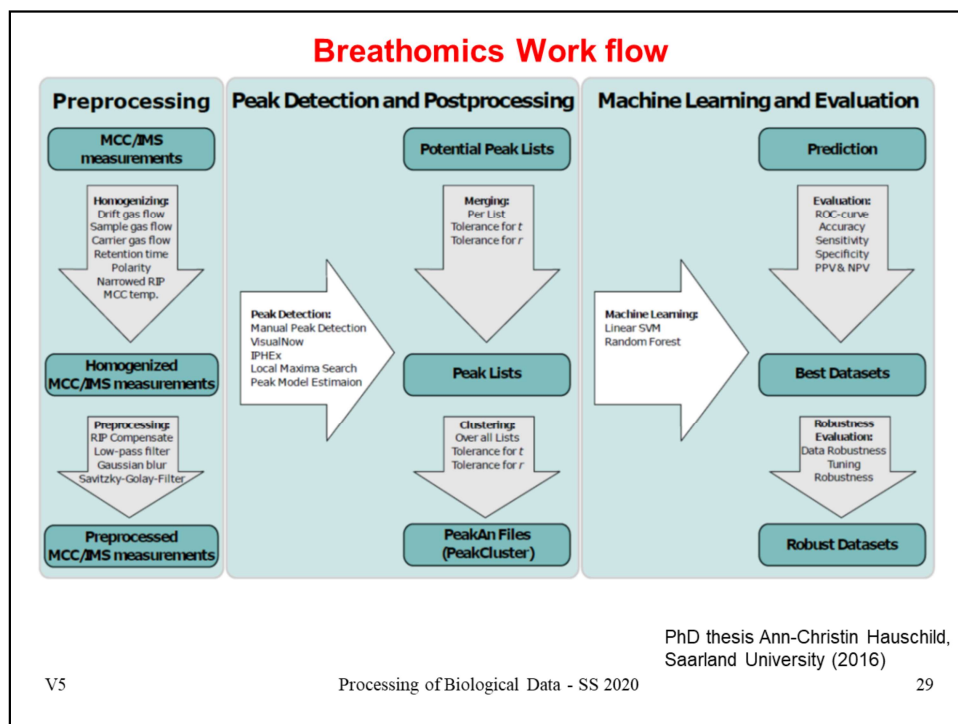 Breathomics Work flow
Preprocessing
MCC/IMS
measurements
Homogenizing:
Drift gas flow
Sample gas flow
Carrier gas flow
Retention time
Polarity
Narrowed RIP
MCC temp.
Homogenized
MCC/IMS measurements
Preprocessing:
RIP Compensate
Low-pass filter
Gaussian blur
Savitzky-Golay-Filter
Preprocessed
MCC/IMS measurements
Peak Detection and Postprocessing
Peak Detection:
Manual Peak Detection
VisualNow
IPHEx
Local Maxima Search
Peak Model Estimaion
Potential Peak Lists
Merging:
Per List
Tolerance for t
Tolerance for r
Peak Lists
Clustering:
Over all Lists
Tolerance for t
Tolerance for r
PeakAn Files
(PeakCluster)
Machine Learning and Evaluation
Machine Learning:
Linear SVM
Random Forest
Prediction
Evaluation:
ROC-curve
Accuracy
Sensitivity
Specificity
PPV & NPV
Best Datasets
Robustness
Evaluation:
Data Robustness
Tuning
Robustness
Robust Datasets
PhD thesis Ann-Christin Hauschild,
Saarland University (2016)
V5
Processing of Biological Data - SS 2020
29